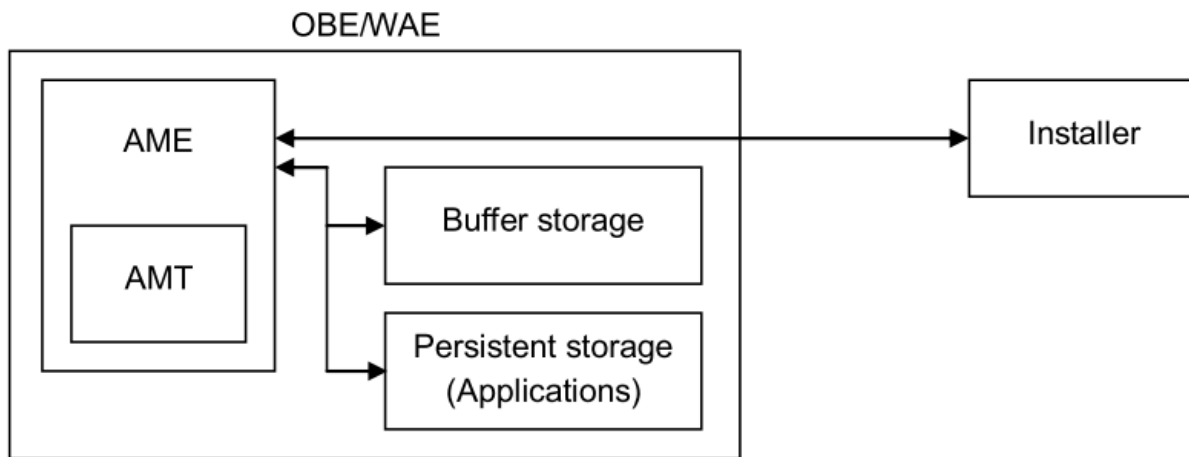 OBE/WAE
AME
Installer
Buffer storage
AMT
Persistent storage
(Applications)